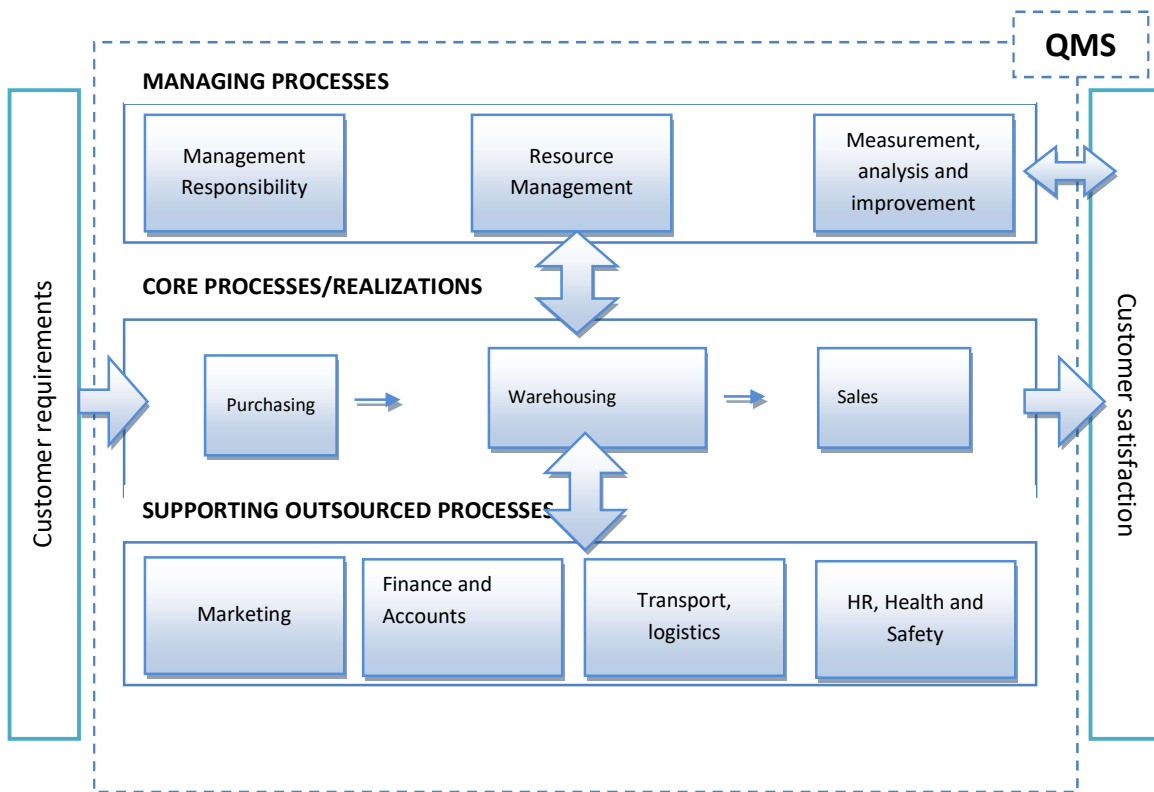 QMS
MANAGING PROCESSES
Management
Responsibility
Resource
Management
Measurement,
analysis and
improvement
CORE PROCESSES/REALIZATIONS
Customer requirements
Purchasing
Warehousing
Sales
Customer satisfaction
SUPPORTING OUTSOURCED PROCESSES
Marketing
Finance and
Accounts
Transport,
logistics
HR, Health and
Safety